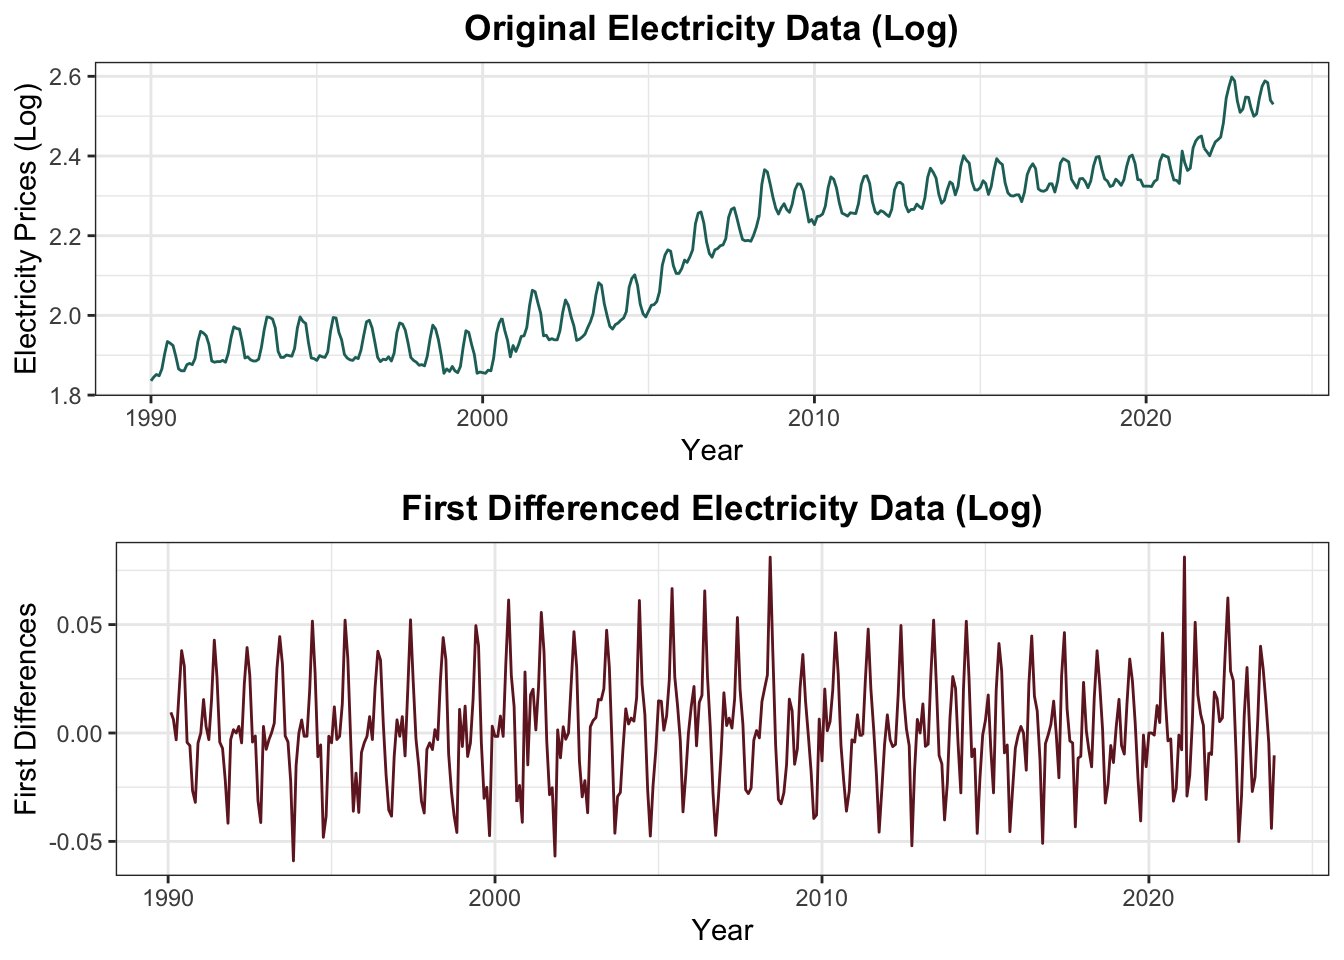 Original Electricity Data (Log)
Electricity Prices (Log)
2.6
2.4
2.2
2.0
1.8
1990 2000 2010 2020
Year
First Differenced Electricity Data (Log)
First Differences
0.05
0.00
-0.05
1990 2000 2010 2020
Year